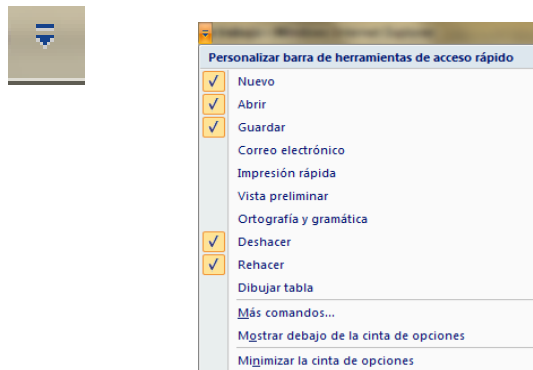 Personalizar barra de herramientas de acceso rápido
Nuevo
Abrir
Guardar
Correo electrónico
Impresión rápida
Vista preliminar
Ortografía y gramática
Deshacer
Rehacer
Dibujar tabla
Más comandos...
Mostrar debajo de la cinta de opciones
Minimizar la cinta de opciones